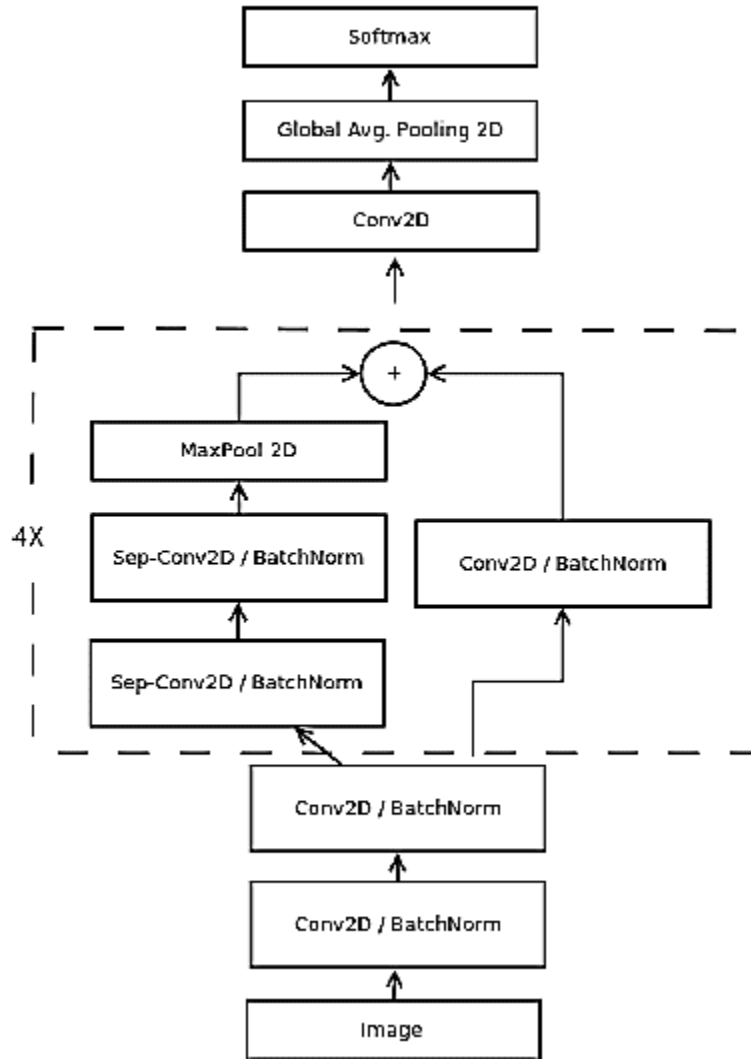 Softmax
Global Avg. Pooling 2D
Conv2D
+
MaxPool 2D
4X
Sep-Conv2D / BatchNorm
Conv2D / BatchNorm
Sep-Conv2D / BatchNorm
Conv2D / BatchNorm
Conv2D / BatchNorm
Image